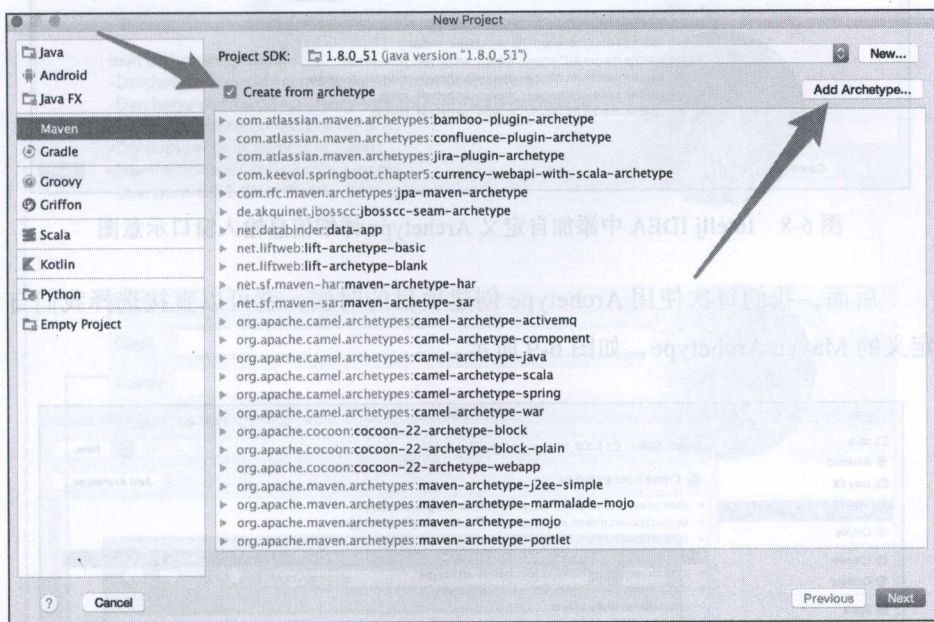 New Project
Java
Android
Java FX
Maven
Gradle
Groovy
Griffon
Scala
Kotlin
Python
Empty Project
Project SDK: 1.8.0_51 (java version "1.8.0_51")
New...
Create from archetype
Add Archetype...
com.atlassian.maven.archetypes:bamboo-plugin-archetype
com.atlassian.maven.archetypes:confluence-plugin-archetype
com.atlassian.maven.archetypes:jira-plugin-archetype
com.keevol.springboot.chapter5:currency-webapi-with-scala-archetype
com.rfc.maven.archetypes:jpa-maven-archetype
de.akquinet.jbosscc:jbosscc-seam-archetype
net.databinder:data-app
net.liftweb:lift-archetype-basic
net.liftweb:lift-archetype-blank
net.sf.maven-har:maven-archetype-har
net.sf.maven-sar:maven-archetype-sar
org.apache.camel.archetypes:camel-archetype-activemq
org.apache.camel.archetypes:camel-archetype-component
org.apache.camel.archetypes:camel-archetype-java
org.apache.camel.archetypes:camel-archetype-scala
org.apache.camel.archetypes:camel-archetype-spring
org.apache.camel.archetypes:camel-archetype-war
org.apache.cocoon:cocoon-22-archetype-block
org.apache.cocoon:cocoon-22-archetype-block-plain
org.apache.cocoon:cocoon-22-archetype-webapp
org.apache.maven.archetypes:maven-archetype-j2ee-simple
org.apache.maven.archetypes:maven-archetype-marmalade-mojo
org.apache.maven.archetypes:maven-archetype-mojo
org.apache.maven.archetypes:maven-archetype-portlet
?
Cancel
Previous
Next